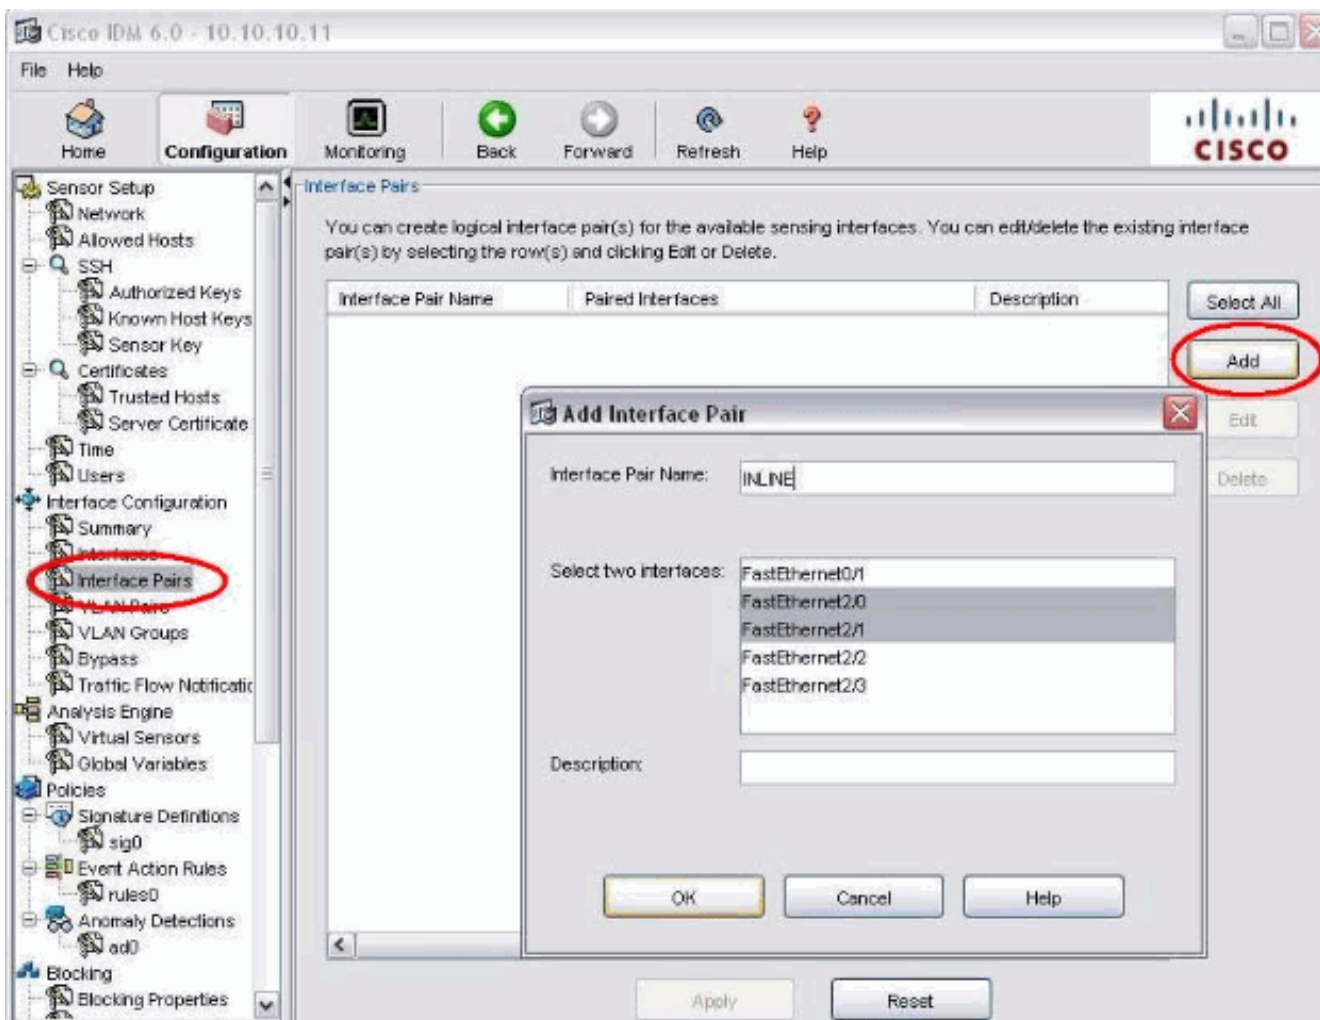 Cisco IDM 6.0 - 10.10.10.11
File Help
Home Configuration Monitoring Back Forward Refresh Help
CISCO
Sensor Setup
Network
Allowed Hosts
SSH
Authorized Keys
Known Host Keys
Sensor Key
Certificates
Trusted Hosts
Server Certificate
Time
Users
Interface Configuration
Summary
Interfaces
Interface Pairs
VLAN Pairs
VLAN Groups
Bypass
Traffic Flow Notificatic
Analysis Engine
Virtual Sensors
Global Variables
Policies
Signature Definitions
sig0
Event Action Rules
rules0
Anomaly Detections
ad0
Blocking
Blocking Properties
Interface Pairs
You can create logical interface pair(s) for the available sensing interfaces. You can edit/delete the existing interface
pair(s) by selecting the row(s) and clicking Edit or Delete.
Interface Pair Name Paired Interfaces Description
Select All
Add
Edit
Delete
Add Interface Pair
Interface Pair Name: INLINE
Select two interfaces: FastEthernet0/1
FastEthernet2/0
FastEthernet2/1
FastEthernet2/2
FastEthernet2/3
Description:
OK Cancel Help
Apply Reset